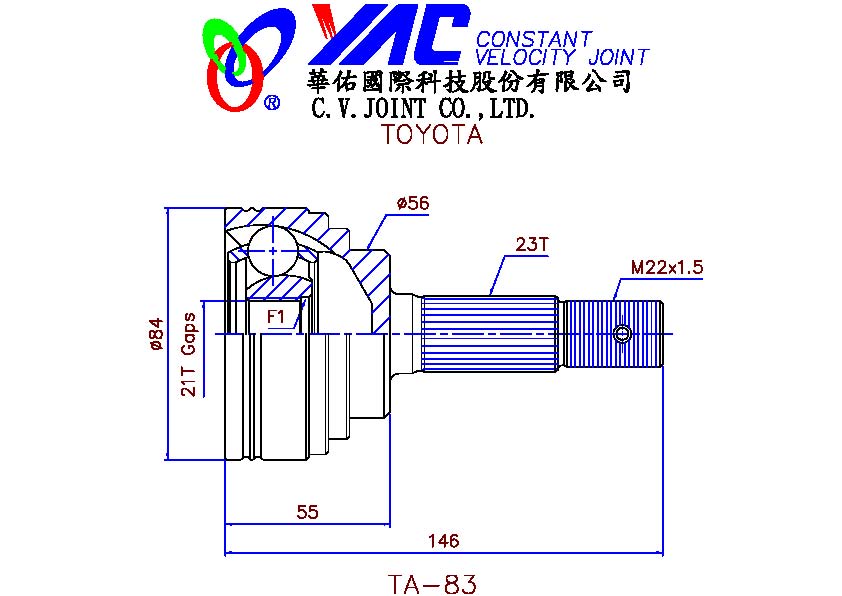 YAC CONSTANT
VELOCITY JOINT
®
華佑國際科技股份有限公司
C.V.JOINT CO.,LTD.
TOYOTA
ø56
23T
M22x1.5
F1
ø84
21T Gaps
55
146
TA-83